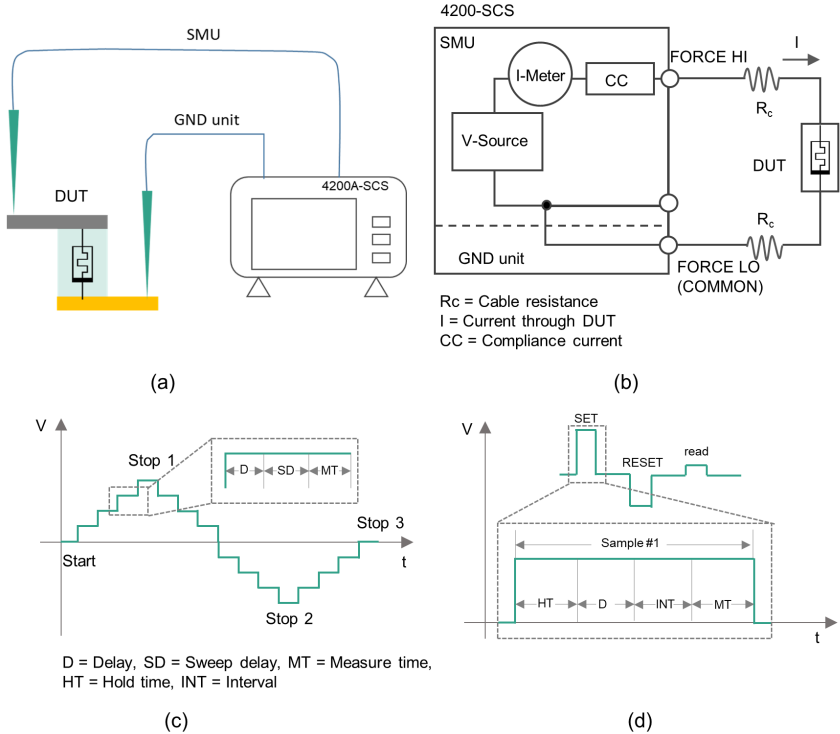 SMU
GND unit
4200A-SCS
DUT
(a)
4200-SCS
SMU
I-Meter
CC
V-Source
GND unit
FORCE HI
I
Rc
DUT
Rc
FORCE LO
(COMMON)
Rc = Cable resistance
I = Current through DUT
CC = Compliance current
(b)
V
Stop 1
D
SD
MT
Start
Stop 3
t
Stop 2
D = Delay, SD = Sweep delay, MT = Measure time,
HT = Hold time, INT = Interval
(c)
V
SET
RESET
read
Sample #1
HT
D
INT
MT
t
(d)